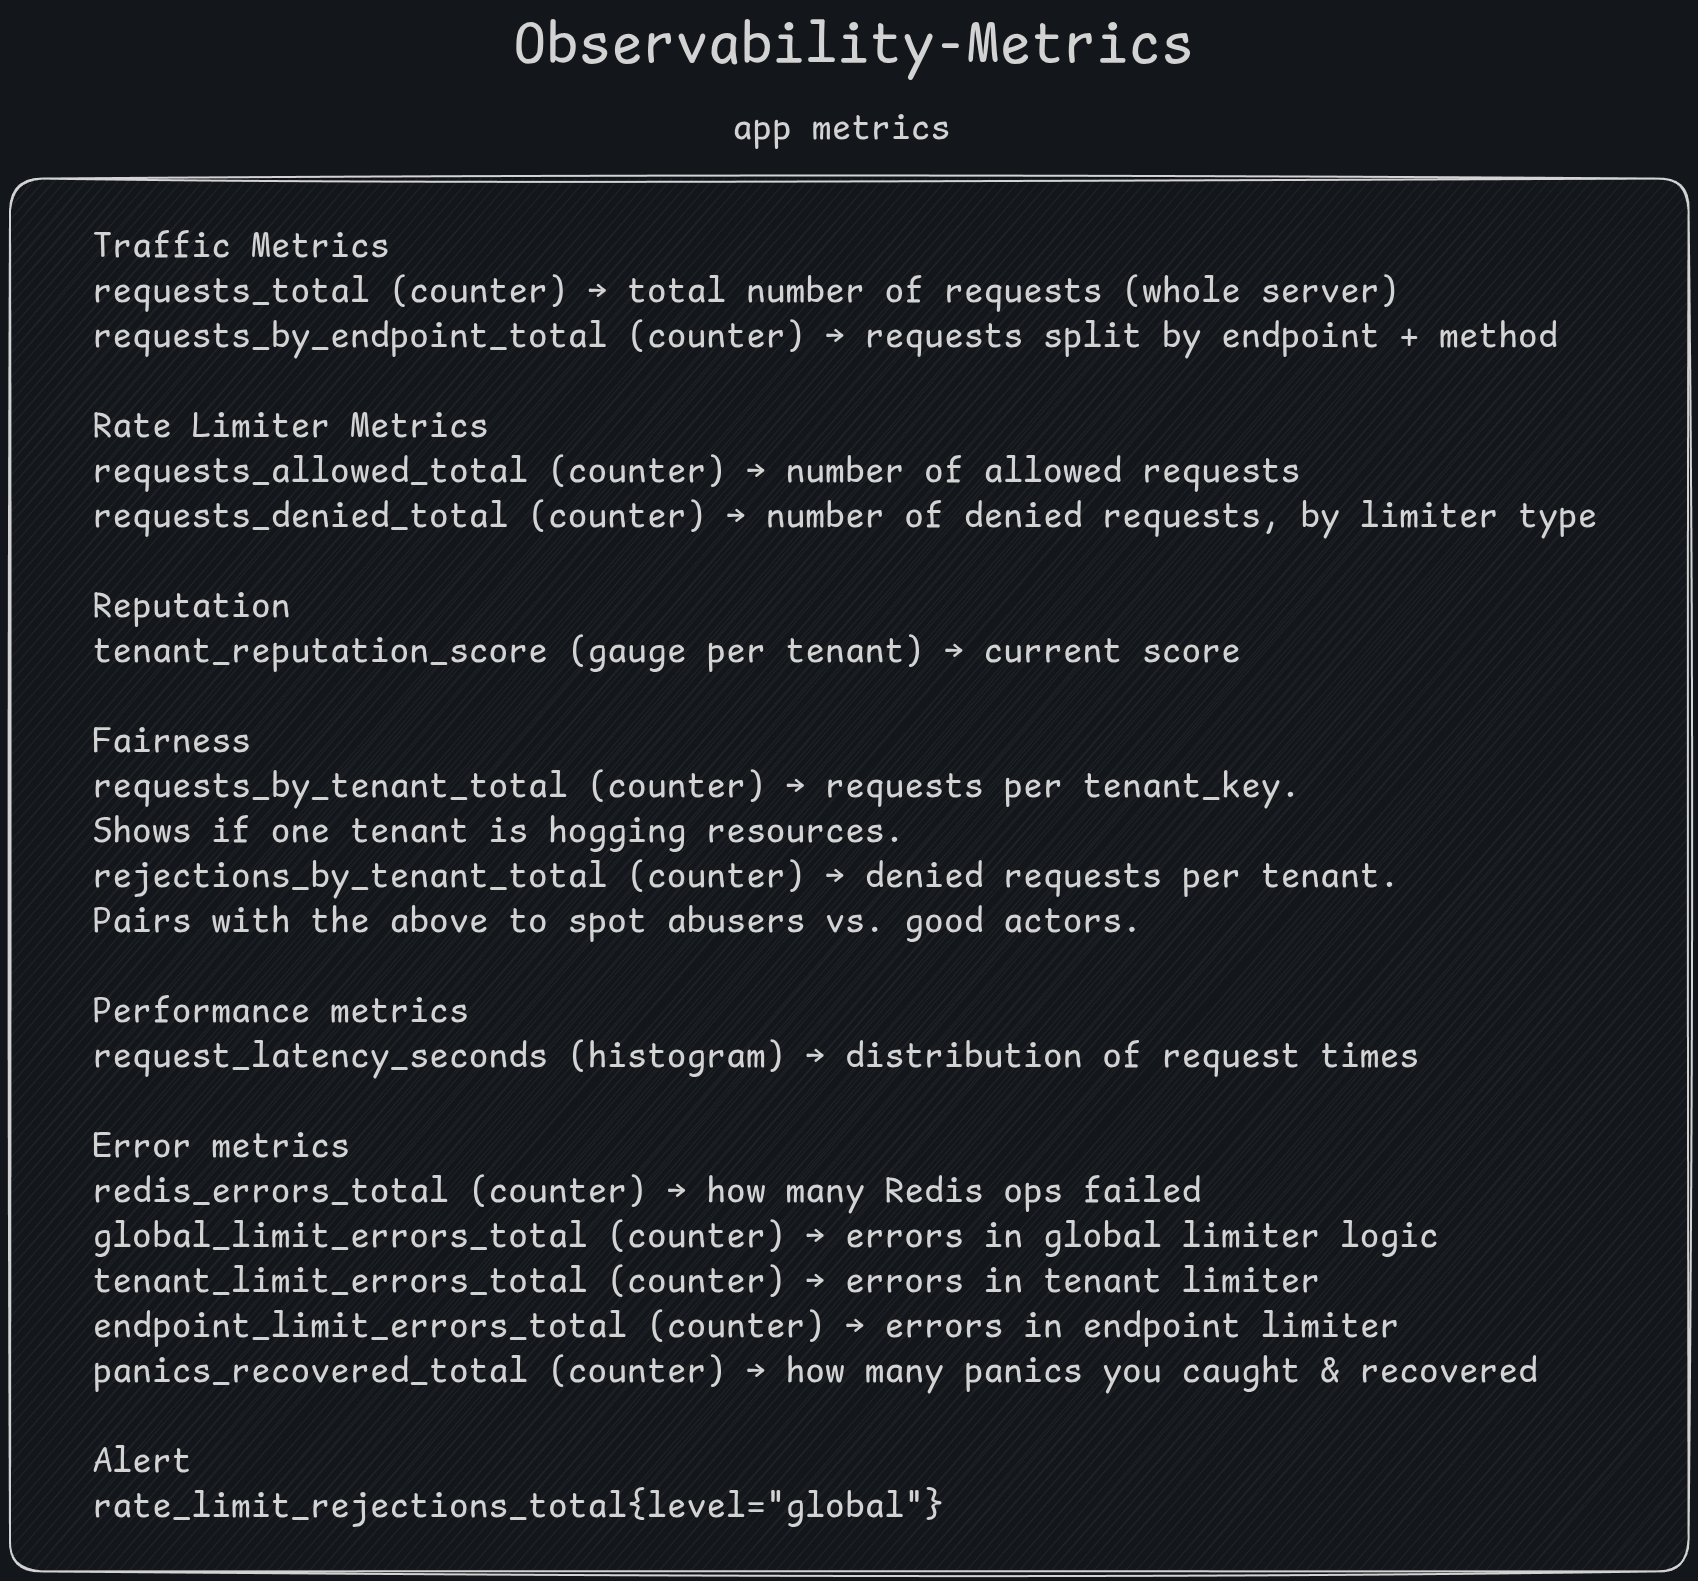 Observability-Metrics
app metrics
Traffic Metrics
requests_total (counter) → total number of requests (whole server)
requests_by_endpoint_total (counter) → requests split by endpoint + method
Rate Limiter Metrics
requests_allowed_total (counter) → number of allowed requests
requests_denied_total (counter) → number of denied requests, by limiter type
Reputation
tenant_reputation_score (gauge per tenant) → current score
Fairness
requests_by_tenant_total (counter) → requests per tenant_key.
Shows if one tenant is hogging resources.
rejections_by_tenant_total (counter) → denied requests per tenant.
Pairs with the above to spot abusers vs. good actors.
Performance metrics
request_latency_seconds (histogram) → distribution of request times
Error metrics
redis_errors_total (counter) → how many Redis ops failed
global_limit_errors_total (counter) → errors in global limiter logic
tenant_limit_errors_total (counter) → errors in tenant limiter
endpoint_limit_errors_total (counter) → errors in endpoint limiter
panics_recovered_total (counter) → how many panics you caught & recovered
Alert
rate_limit_rejections_total{level="global"}